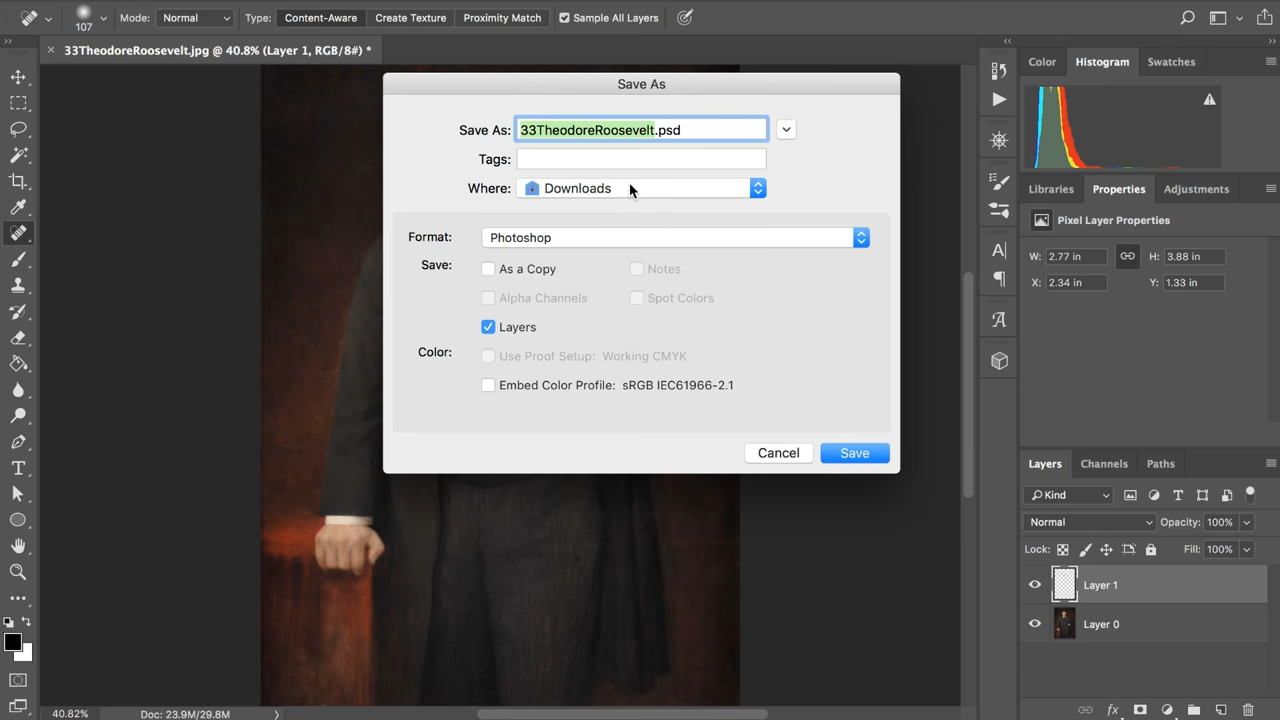 107 Mode: Normal Type: Content-Aware Create Texture Proximity Match Sample All Layers
33TheodoreRoosevelt.jpg @ 40.8% (Layer 1, RGB/8#) *
Color Histogram Swatches
Save As
Save As: 33TheodoreRoosevelt.psd
Tags:
Where: Downloads
Format: Photoshop
Save: As a Copy Notes
Alpha Channels Spot Colors
Layers
Color: Use Proof Setup: Working CMYK
Embed Color Profile: sRGB IEC61966-2.1
Cancel Save
Libraries Properties Adjustments
Pixel Layer Properties
W: 2.77 in H: 3.88 in
X: 2.34 in Y: 1.33 in
Layers Channels Paths
Kind
Normal Opacity: 100%
Lock: Fill: 100%
Layer 1
Layer 0
fx
40.82% Doc: 23.9M/29.8M